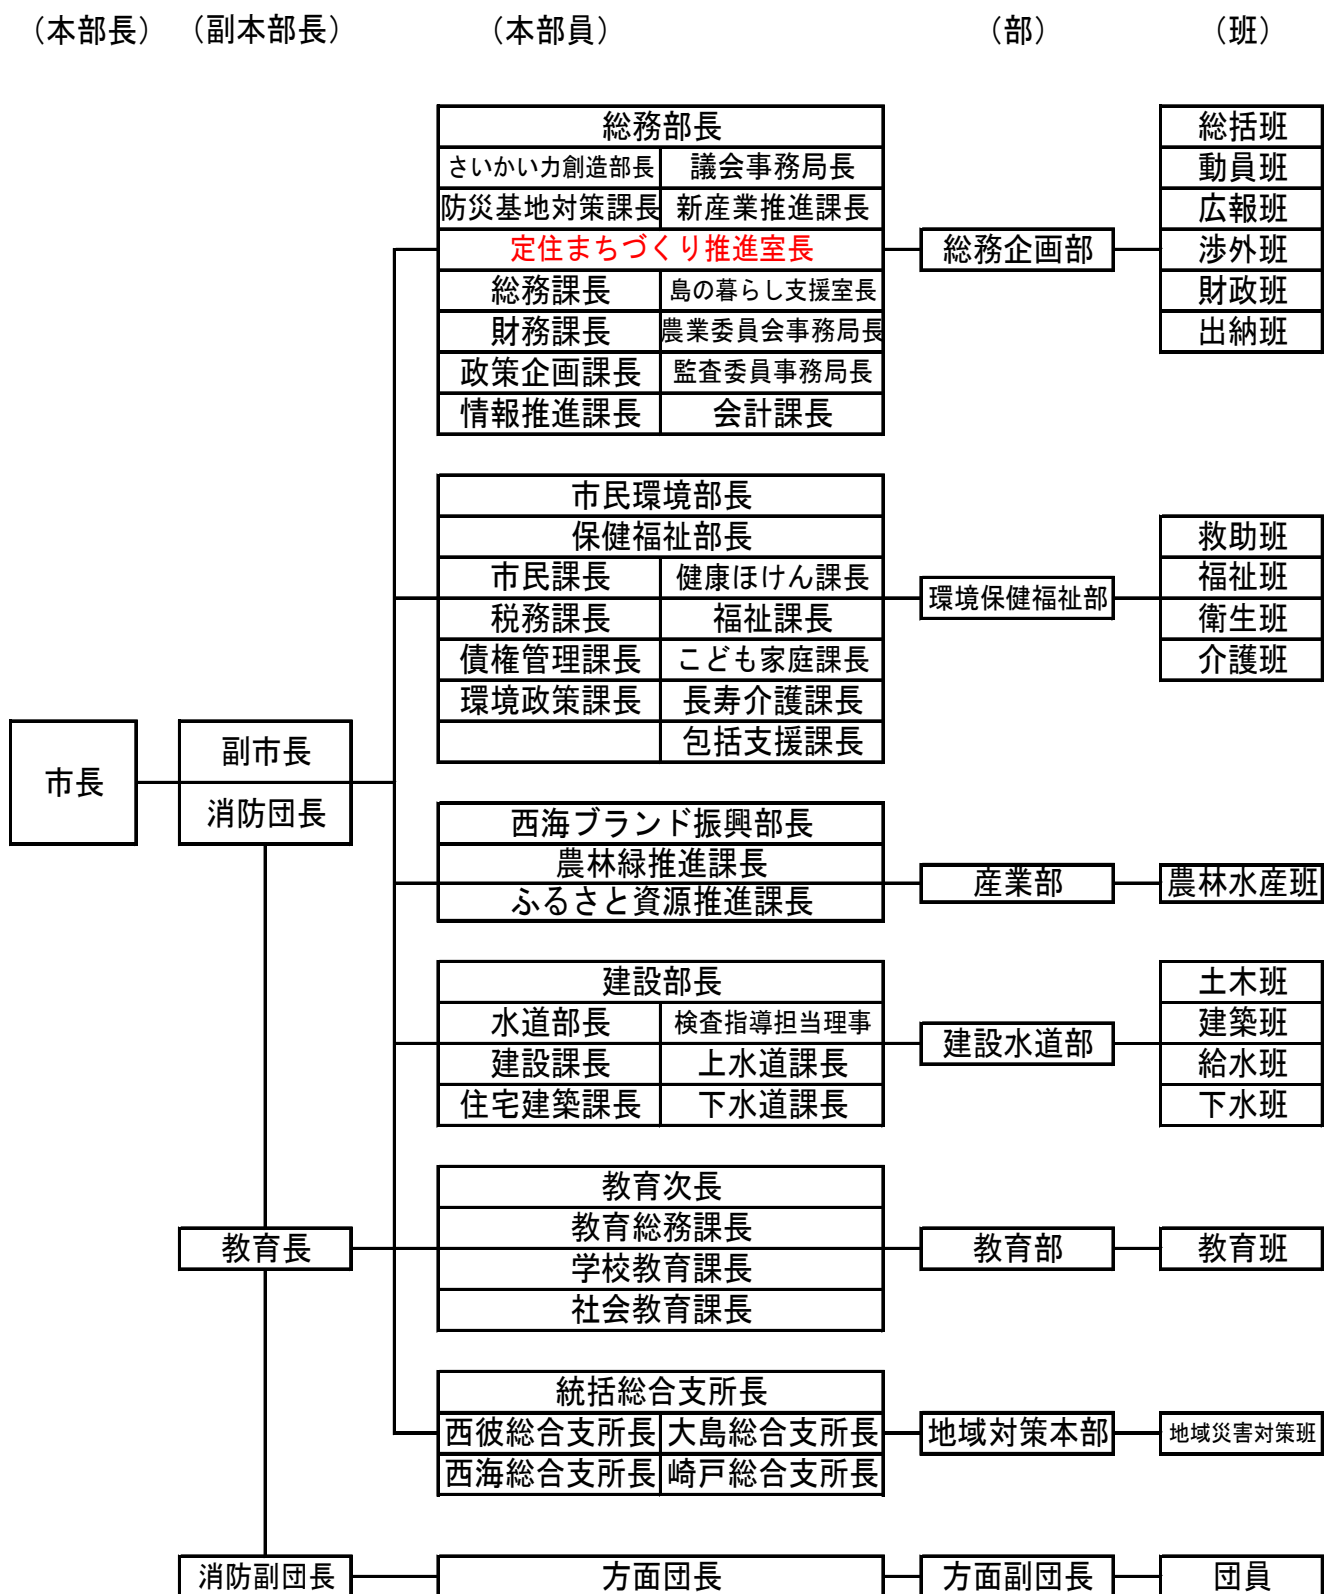 （本部長）（副本部長）（本部員）（部）（班）
総務部長 総括班
さいかい力創造部長 議会事務局長 動員班
防災基地対策課長 新産業推進課長 広報班
定住まちづくり推進室長 総務企画部 渉外班
総務課長 島の暮らし支援室長 財政班
財務課長 農業委員会事務局長 出納班
政策企画課長 監査委員事務局長
情報推進課長 会計課長
市民環境部長
保健福祉部長 救助班
市民課長 健康ほけん課長 福祉班
環境保健福祉部
税務課長 福祉課長 衛生班
債権管理課長 こども家庭課長 介護班
環境政策課長 長寿介護課長
副市長 包括支援課長
市長
消防団長 西海ブランド振興部長
農林緑推進課長
産業部 農林水産班
ふるさと資源推進課長
建設部長 土木班
水道部長 検査指導担当理事 建築班
建設水道部
建設課長 上水道課長 給水班
住宅建築課長 下水道課長 下水班
教育次長
教育総務課長
教育長 教育部 教育班
学校教育課長
社会教育課長
統括総合支所長
西彼総合支所長 大島総合支所長 地域対策本部 地域災害対策班
西海総合支所長 崎戸総合支所長
消防副団長 方面団長 方面副団長 団員